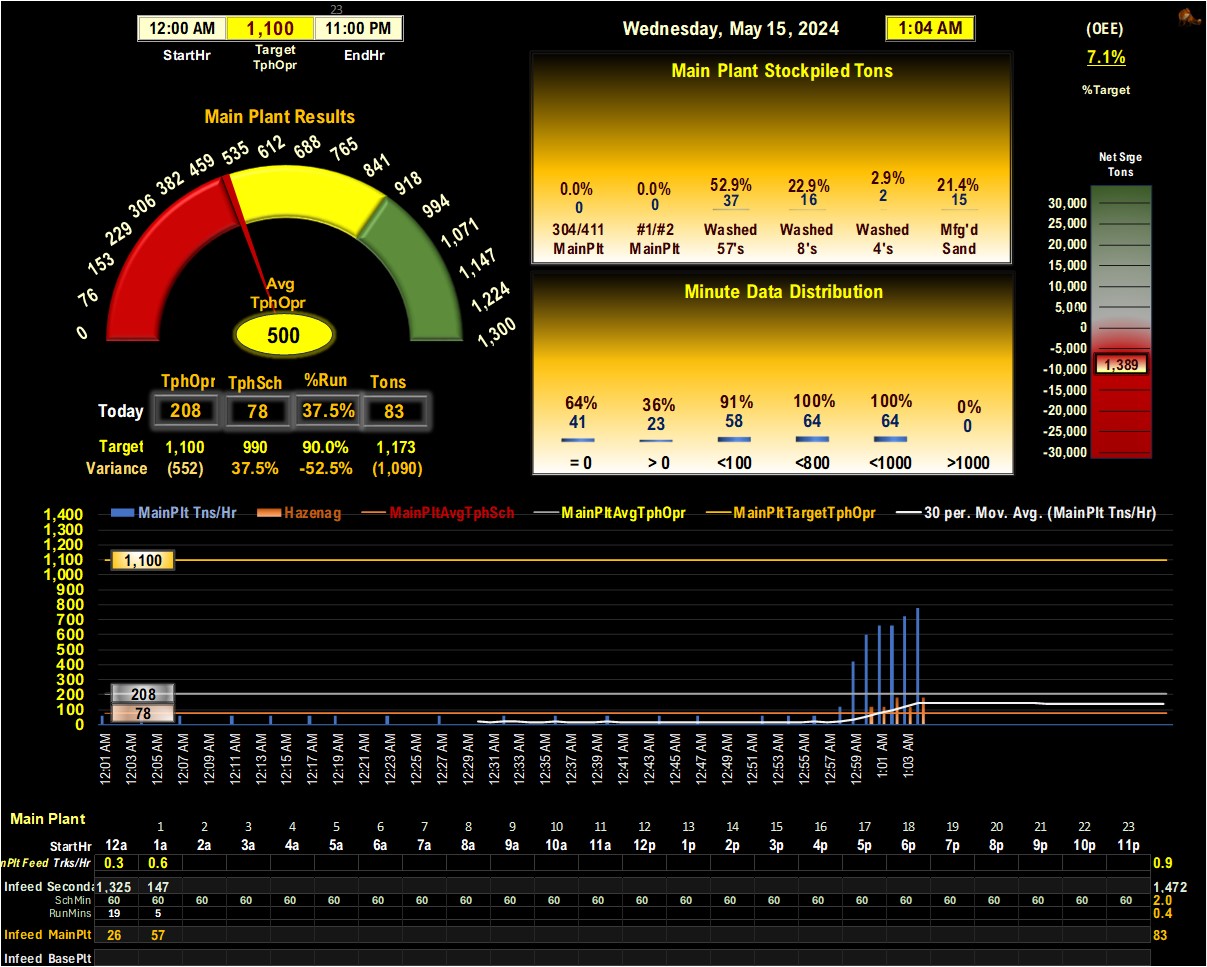 23
12:00 AM 1,100 11:00 PM
StartHr Target TphOpr EndHr
Wednesday, May 15, 2024 1:04 AM
(OEE)
7.1%
%Target
Main Plant Results
0 76 153 229 306 382 459 535 612 688 765 841 918 994 1,071 1,147 1,224 1,300
Avg
TphOpr
500
TphOpr TphSch %Run Tons
Today 208 78 37.5% 83
Target 1,100 990 90.0% 1,173
Variance (552) 37.5% -52.5% (1,090)
Main Plant Stockpiled Tons
0.0% 0.0% 52.9% 22.9% 2.9% 21.4%
0 0 37 16 2 15
304/411 #1/#2 Washed Washed Washed Mfg'd
MainPlt MainPlt 57's 8's 4's Sand
Minute Data Distribution
64% 36% 91% 100% 100% 0%
41 23 58 64 64 0
= 0 > 0 <100 <800 <1000 >1000
Net Srge
Tons
30,000
25,000
20,000
15,000
10,000
5,000
0
-5,000
1,389
-10,000
-15,000
-20,000
-25,000
-30,000
MainPlt Tns/Hr Hazenag MainPltAvgTphSch MainPltAvgTphOpr MainPltTargetTphOpr 30 per. Mov. Avg. (MainPlt Tns/Hr)
1,400
1,300
1,200
1,100 1,100
1,000
900
800
700
600
500
400
300
200 208
100 78
0
12:01 AM 12:03 AM 12:05 AM 12:07 AM 12:09 AM 12:11 AM 12:13 AM 12:15 AM 12:17 AM 12:19 AM 12:21 AM 12:23 AM 12:25 AM 12:27 AM 12:29 AM 12:31 AM 12:33 AM 12:35 AM 12:37 AM 12:39 AM 12:41 AM 12:43 AM 12:45 AM 12:47 AM 12:49 AM 12:51 AM 12:53 AM 12:55 AM 12:57 AM 12:59 AM 1:01 AM 1:03 AM
Main Plant
1 2 3 4 5 6 7 8 9 10 11 12 13 14 15 16 17 18 19 20 21 22 23
StartHr 12a 1a 2a 3a 4a 5a 6a 7a 8a 9a 10a 11a 12p 1p 2p 3p 4p 5p 6p 7p 8p 9p 10p 11p
nPlt Feed Trks/Hr 0.3 0.6 0.9
Infeed Seconda 1,325 147 1,472
SchMin 60 60 60 60 60 60 60 60 60 60 60 60 60 60 60 60 60 60 60 60 60 60 60 60 2.0
RunMins 19 5 0.4
Infeed MainPlt 26 57 83
Infeed BasePlt